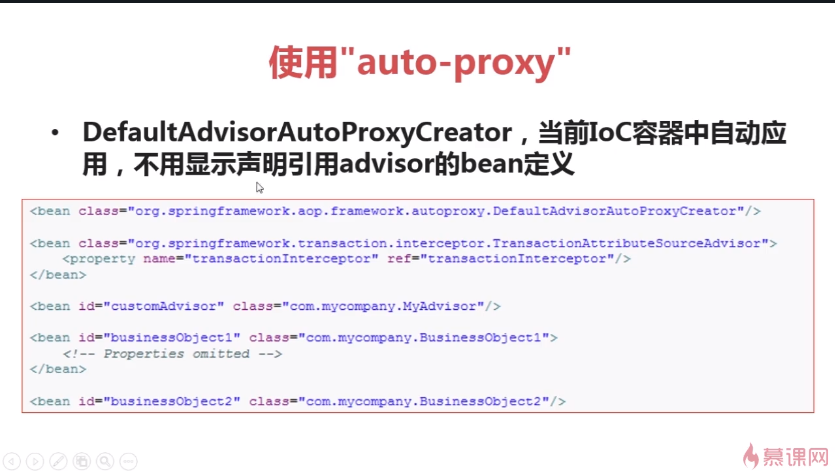 使用"auto-proxy"
• DefaultAdvisorAutoProxyCreator，当前IoC容器中自动应
用，不用显示声明引用advisor的bean定义
<bean class="org.springframework.aop.framework.autoproxy.DefaultAdvisorAutoProxyCreator"/>
<bean class="org.springframework.transaction.interceptor.TransactionAttributeSourceAdvisor">
<property name="transactionInterceptor" ref="transactionInterceptor"/>
</bean>
<bean id="customAdvisor" class="com.mycompany.MyAdvisor"/>
<bean id="businessObject1" class="com.mycompany.BusinessObject1">
<!-- Properties omitted -->
</bean>
<bean id="businessObject2" class="com.mycompany.BusinessObject2"/>
慕课网